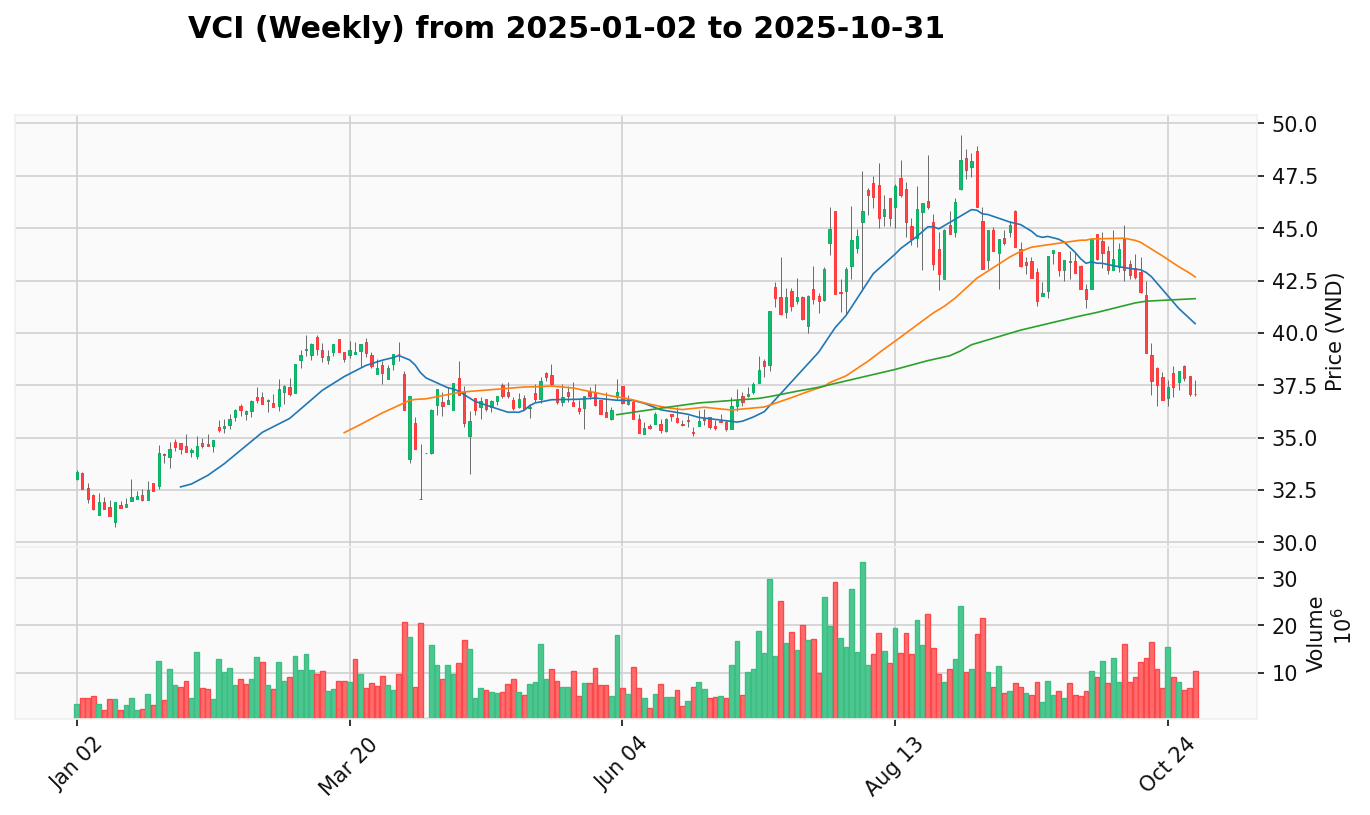 VCI (Weekly) from 2025-01-02 to 2025-10-31
50.0
47.5
45.0
42.5
40.0
37.5
35.0
32.5
30.0
Price (VND)
30
20
10
Volume
10⁶
Jan 02
Mar 20
Jun 04
Aug 13
Oct 24